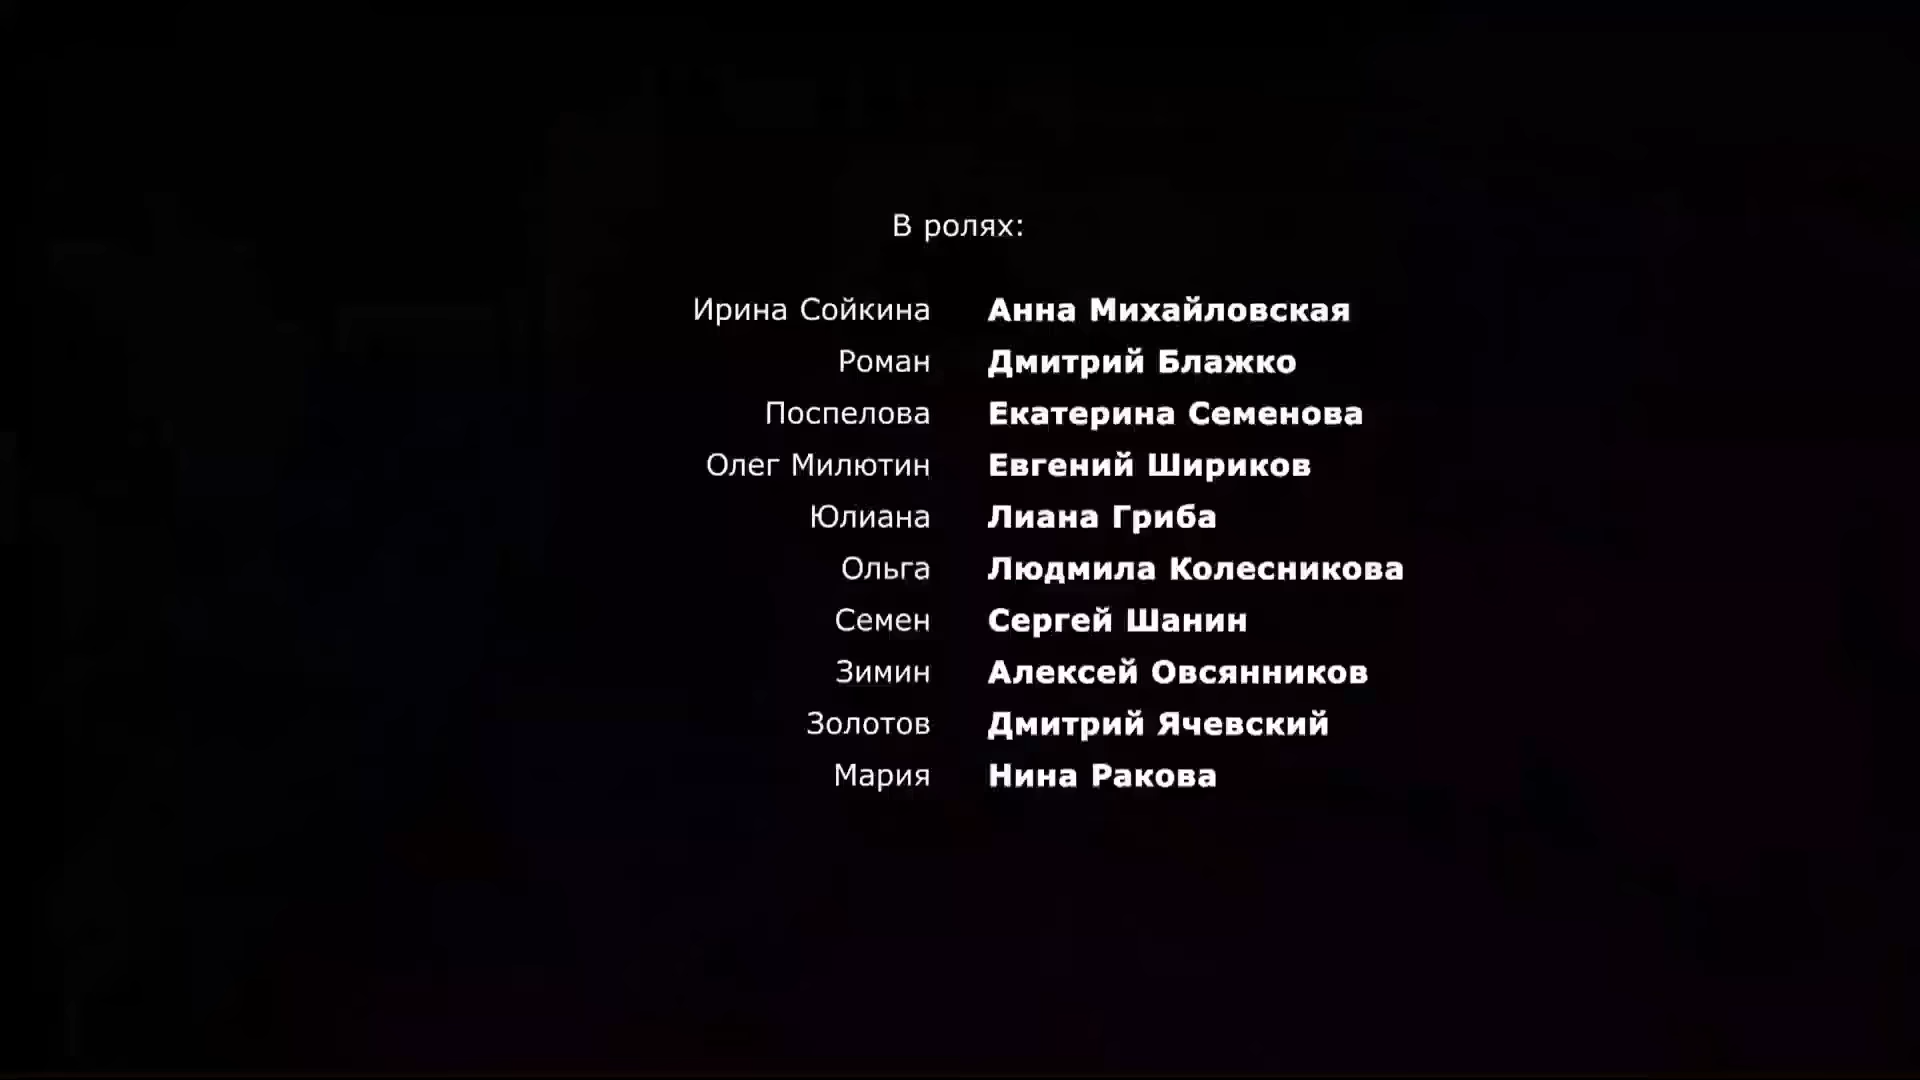 В ролях:
Ирина Сойкина Анна Михайловская
Роман Дмитрий Блажко
Поспелова Екатерина Семенова
Олег Милютин Евгений Шириков
Юлиана Лиана Гриба
Ольга Людмила Колесникова
Семен Сергей Шанин
Зимин Алексей Овсянников
Золотов Дмитрий Ячевский
Мария Нина Ракова